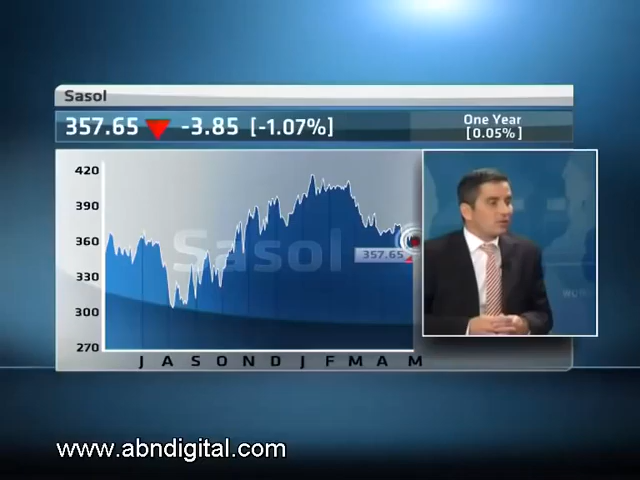 Sasol
357.65 -3.85 [-1.07%]
One Year
[0.05%]
420
390
360
330
300
270
Sasol
357.65
J A S O N D J F M A M
www.abndigital.com